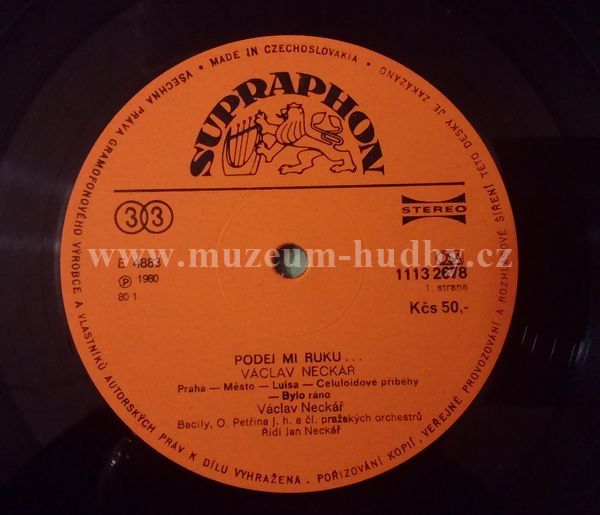 VŠECHNA PRÁVA GRAMOFONOVÉHO VÝROBCE A VLASTNÍKŮ AUTORSKÝCH PRÁV K DÍLU VYHRAŽENA • POŘIZOVÁNÍ KOPIÍ, VEŘEJNÉ PROVOZOVÁNÍ A ROZHLASOVÉ ŠÍŘENÍ TÉTO DESKY JE ZAKÁZÁNO
• MADE IN CZECHOSLOVAKIA •
SUPRAPHON
33
STEREO
www.muzeum-hudby.cz
E 4883
Ⓟ 1980
80 1
1113 2678
1. strana
Kčs 50,-
PODEJ MI RUKU...
VÁCLAV NECKÁŘ
Praha — Město — Luisa — Celuloidové příběhy
— Bylo ráno
Václav Neckář
Bacily, O. Petřina J. h. a čl. pražských orchestrů
Řídí Jan Neckář